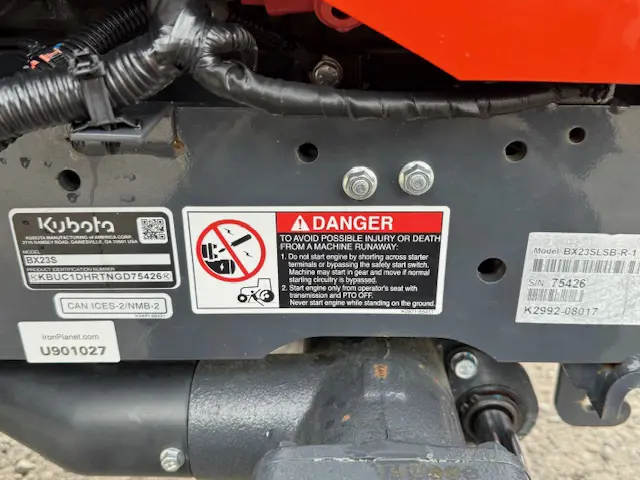 Kubota
KUBOTA MANUFACTURING OF AMERICA CORP.
2715 RAMSEY ROAD, GAINESVILLE, GA 30501 USA
MODEL
BX23S
PRODUCT IDENTIFICATION NUMBER
KBUC1DHRTNGD75426
CAN ICES-2/NMB-2
IronPlanet.com
U901027
DANGER
TO AVOID POSSIBLE INJURY OR DEATH
FROM A MACHINE RUNAWAY:
1. Do not start engine by shorting across starter
terminals or bypassing the safety start switch.
Machine may start in gear and move if normal
starting circuitry is bypassed.
2. Start engine only from operator's seat with
transmission and PTO OFF.
Never start engine while standing on the ground.
Model BX23SLSB-R-1
S/N 75426
K2992-08017